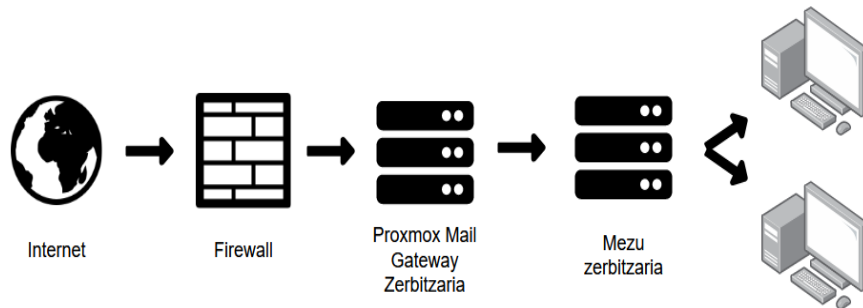 Internet
Firewall
Proxmox Mail
Gateway
Zerbitzaria
Mezu
zerbitzaria